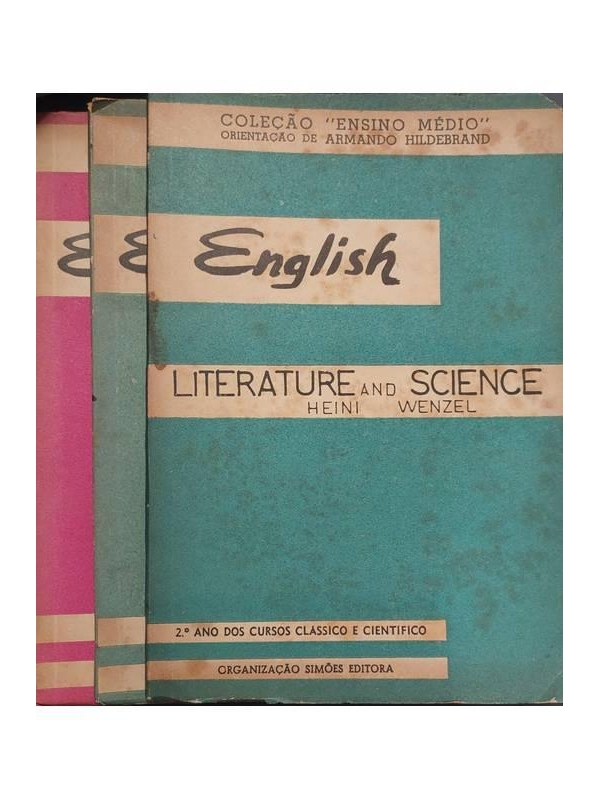 COLEÇÃO "ENSINO MÉDIO"
ORIENTAÇÃO DE ARMANDO HILDEBRAND
E
E
English
LITERATURE AND SCIENCE
HEINI WENZEL
2.º ANO DOS CURSOS CLASSICO E CIENTIFICO
ORGANIZAÇÃO SIMÕES EDITORA